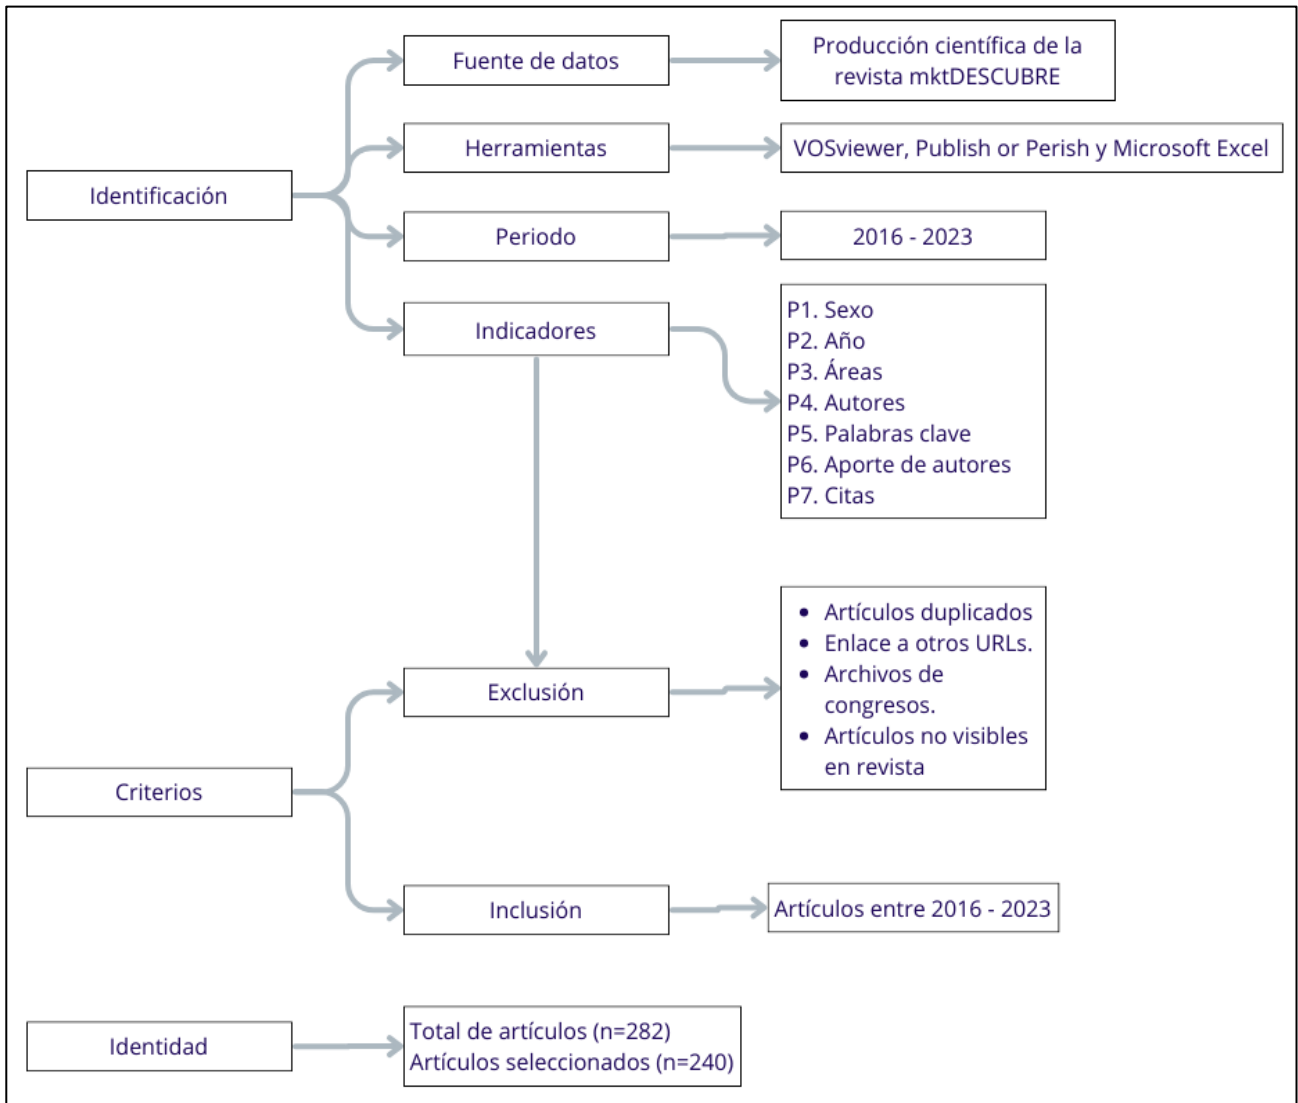 Identificación
Fuente de datos
Producción científica de la
revista mktDESCUBRE
Herramientas
VOSviewer, Publish or Perish y Microsoft Excel
Periodo
2016 - 2023
Indicadores
P1. Sexo
P2. Año
P3. Áreas
P4. Autores
P5. Palabras clave
P6. Aporte de autores
P7. Citas
Criterios
Exclusión
• Artículos duplicados
• Enlace a otros URLs.
• Archivos de
congresos.
• Artículos no visibles
en revista
Inclusión
Artículos entre 2016 - 2023
Identidad
Total de artículos (n=282)
Artículos seleccionados (n=240)